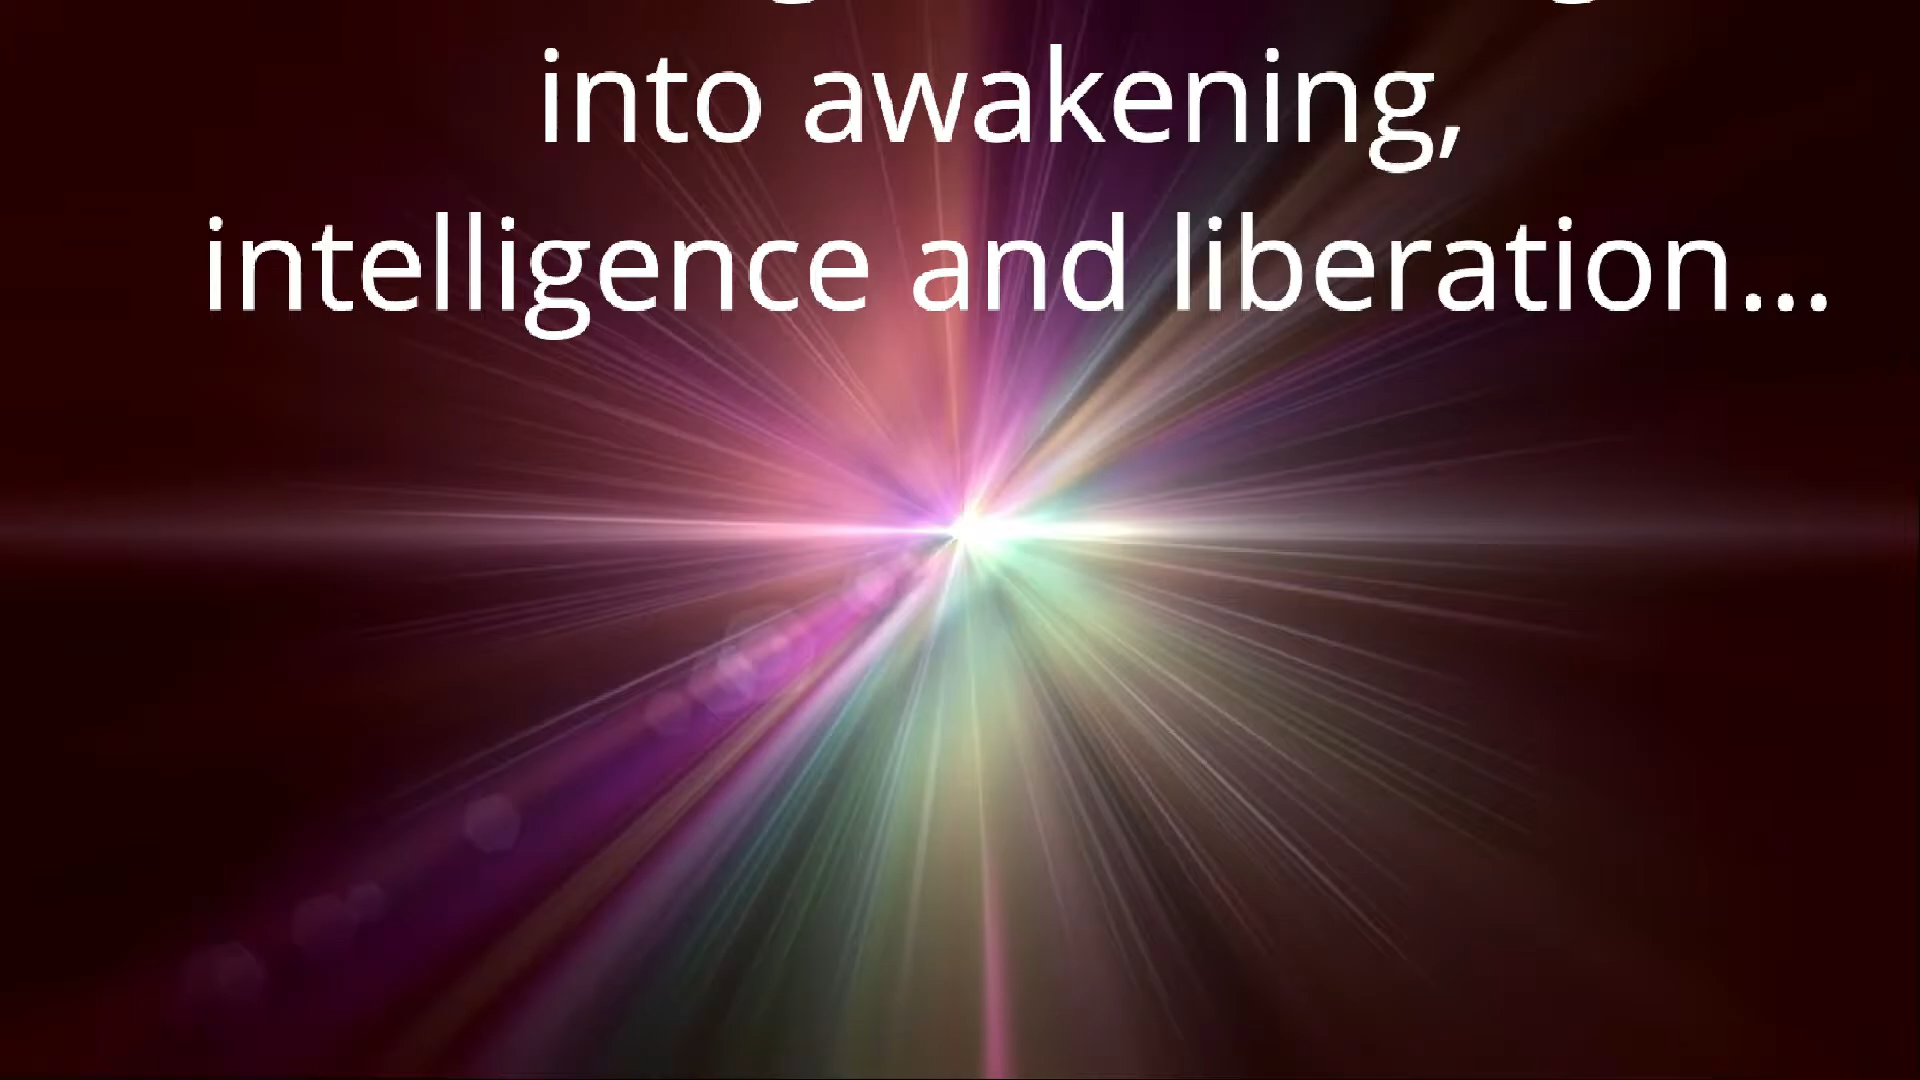 into awakening,
intelligence and liberation...